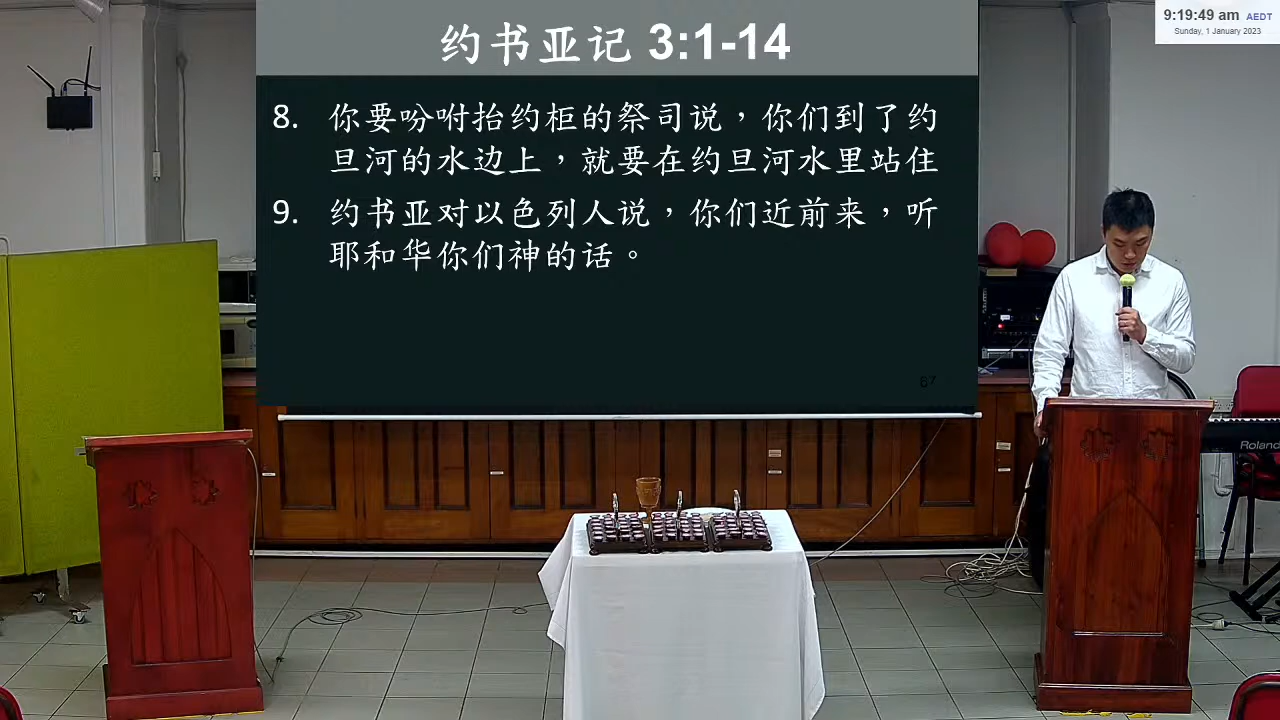 9:19:49 am AEDT
Sunday, 1 January 2023
约书亚记 3:1-14
8. 你要吩咐抬约柜的祭司说，你们到了约
旦河的水边上，就要在约旦河水里站住
9. 约书亚对以色列人说，你们近前来，听
耶和华你们神的话。
67
Roland